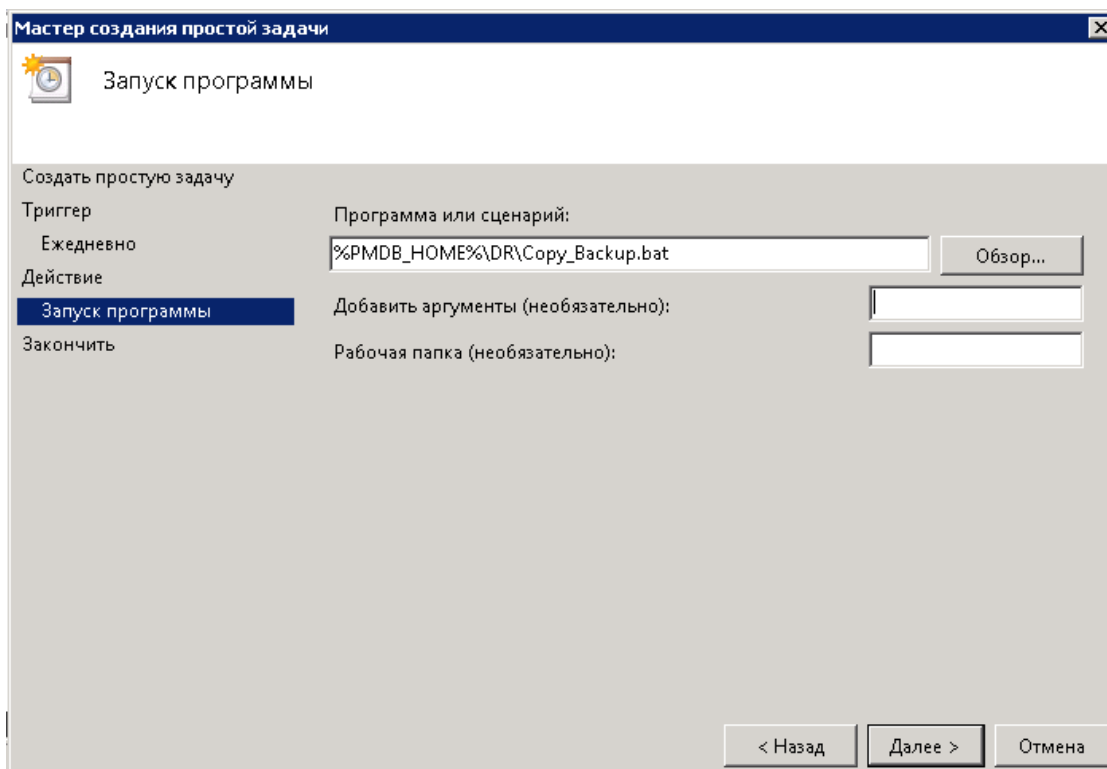 Мастер создания простой задачи
Запуск программы
Создать простую задачу
Триггер
Ежедневно
Действие
Запуск программы
Закончить
Программа или сценарий:
%PMDB_HOME%\DR\Copy_Backup.bat
Обзор...
Добавить аргументы (необязательно):
Рабочая папка (необязательно):
< Назад
Далее >
Отмена